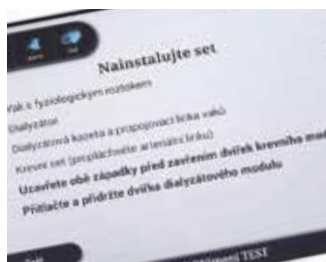 Nainstalujte set
Vak s fyziologickým roztokem
Dialyzátor
Dialyzátová kazeta a propojovací linka vaků
Krevní set (propláchněte arteriální linku)
Uzavřete obě západky před zavřením dvířek krevního
Přitlačte a přidržte dvířka dialyzátového modulu
TEST